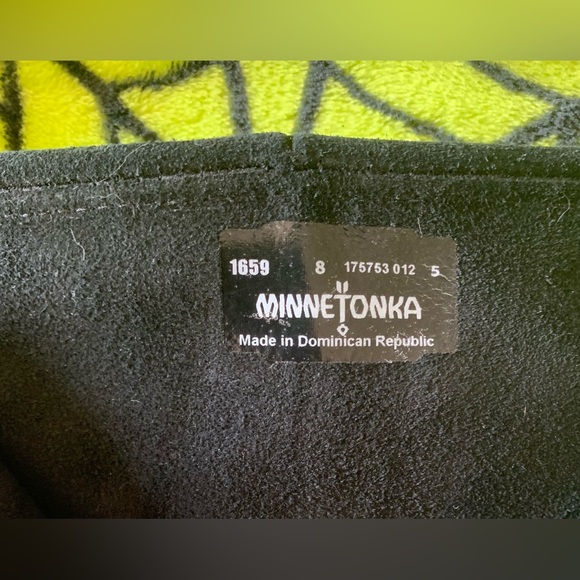 1659 8 175753 012 5
MINNETONKA
Made in Dominican Republic